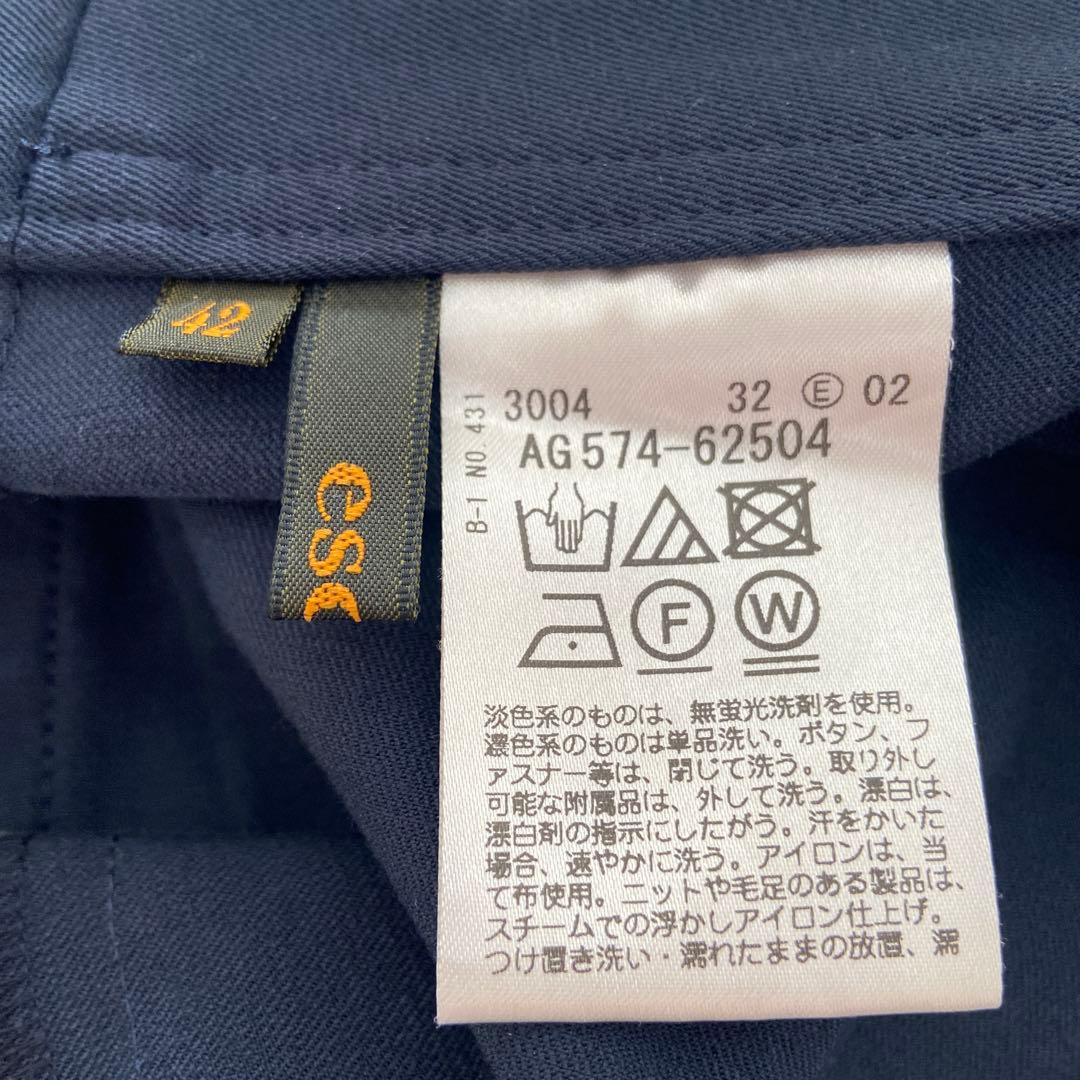 42
esc
B-1 NO.431
3004 32 Ⓔ 02
AG574-62504
F W
淡色系のものは、無蛍光洗剤を使用。
濃色系のものは単品洗い。ボタン、フ
ァスナー等は、閉じて洗う。取り外し
可能な附属品は、外して洗う。漂白は、
漂白剤の指示にしたがう。汗をかいた
場合、速やかに洗う。アイロンは、当
て布使用。ニットや毛足のある製品は、
スチームでの浮かしアイロン仕上げ。
つけ置き洗い・濡れたままの放置、濡